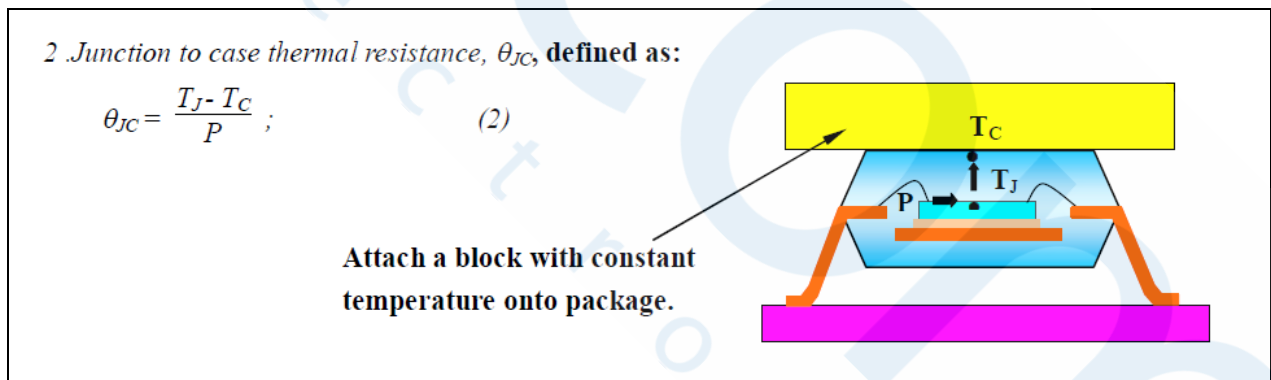 2 .Junction to case thermal resistance, θJC, defined as:
θJC = TJ - TC / P ; (2)
TC
TJ
P
Attach a block with constant
temperature onto package.